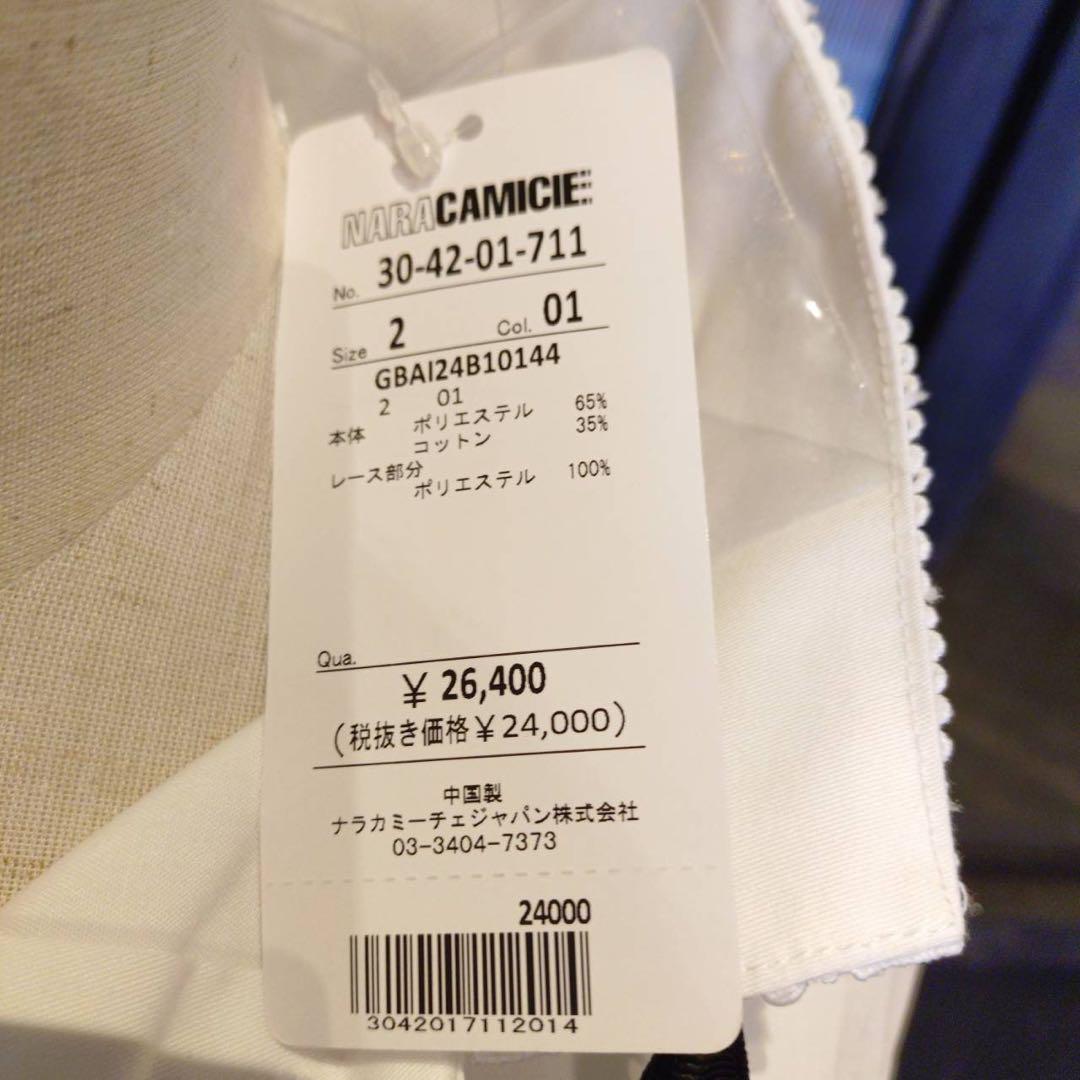 NARACAMICIE
No. 30-42-01-711
Size 2 Col. 01
GBAI24B10144
2 01
本体 ポリエステル 65%
コットン 35%
レース部分
ポリエステル 100%
Qua.
¥ 26,400
(税抜き価格¥24,000)
中国製
ナラカミーチェジャパン株式会社
03-3404-7373
24000
3042017112014